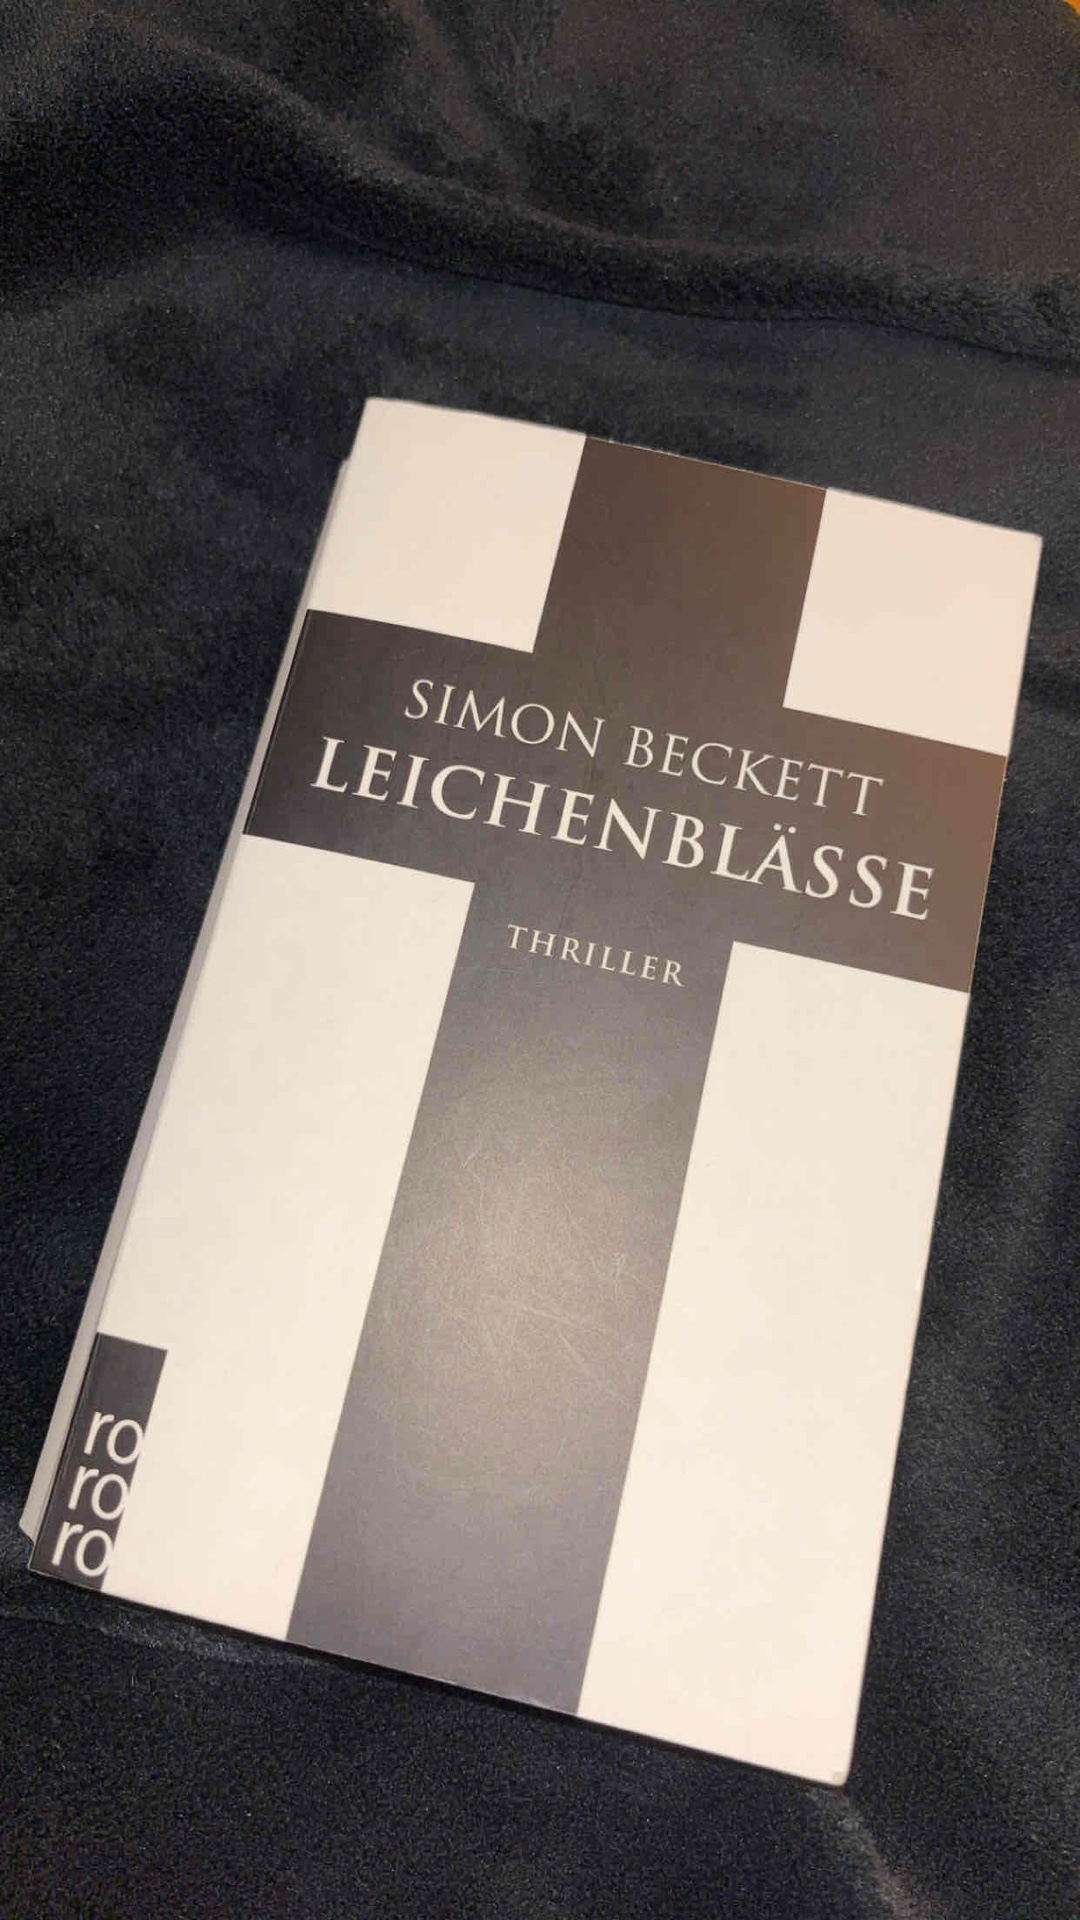 SIMON BECKETT
LEICHENBLÄSSE
THRILLER
ro
ro
ro